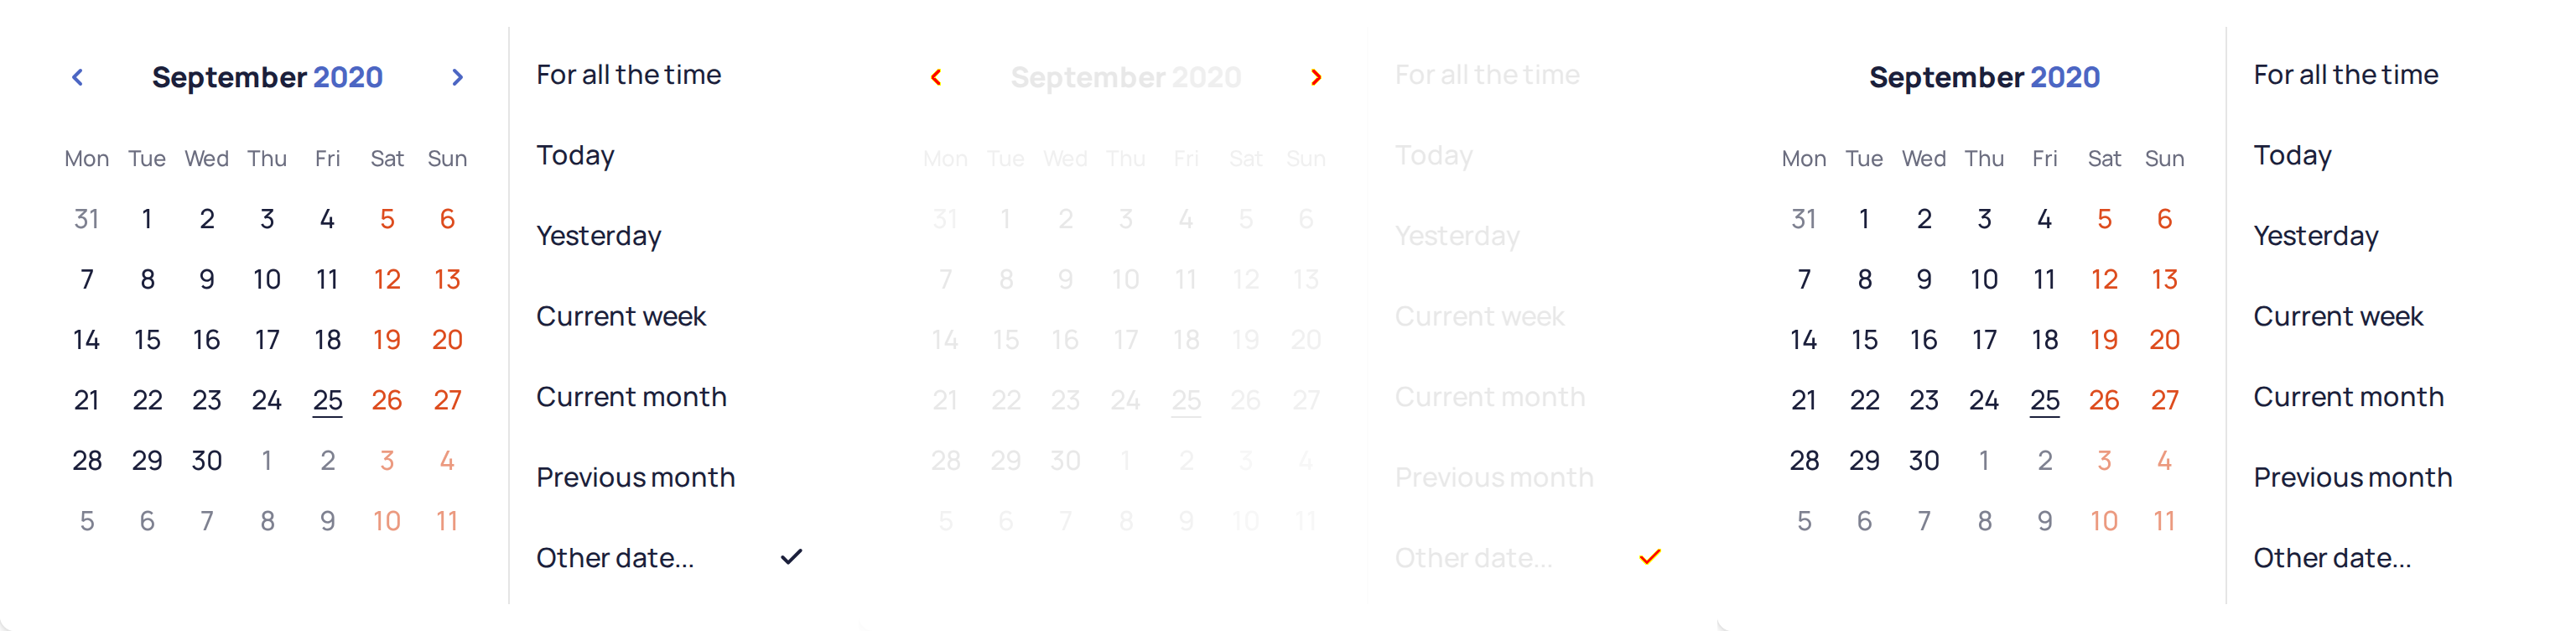 September 2020
Mon Tue Wed Thu Fri Sat Sun
31 1 2 3 4 5 6
7 8 9 10 11 12 13
14 15 16 17 18 19 20
21 22 23 24 25 26 27
28 29 30 1 2 3 4
5 6 7 8 9 10 11
For all the time
Today
Yesterday
Current week
Current month
Previous month
Other date...
September 2020
Mon Tue Wed Thu Fri Sat Sun
31 1 2 3 4 5 6
7 8 9 10 11 12 13
14 15 16 17 18 19 20
21 22 23 24 25 26 27
28 29 30 1 2 3 4
5 6 7 8 9 10 11
For all the time
Today
Yesterday
Current week
Current month
Previous month
Other date...
September 2020
Mon Tue Wed Thu Fri Sat Sun
31 1 2 3 4 5 6
7 8 9 10 11 12 13
14 15 16 17 18 19 20
21 22 23 24 25 26 27
28 29 30 1 2 3 4
5 6 7 8 9 10 11
For all the time
Today
Yesterday
Current week
Current month
Previous month
Other date...